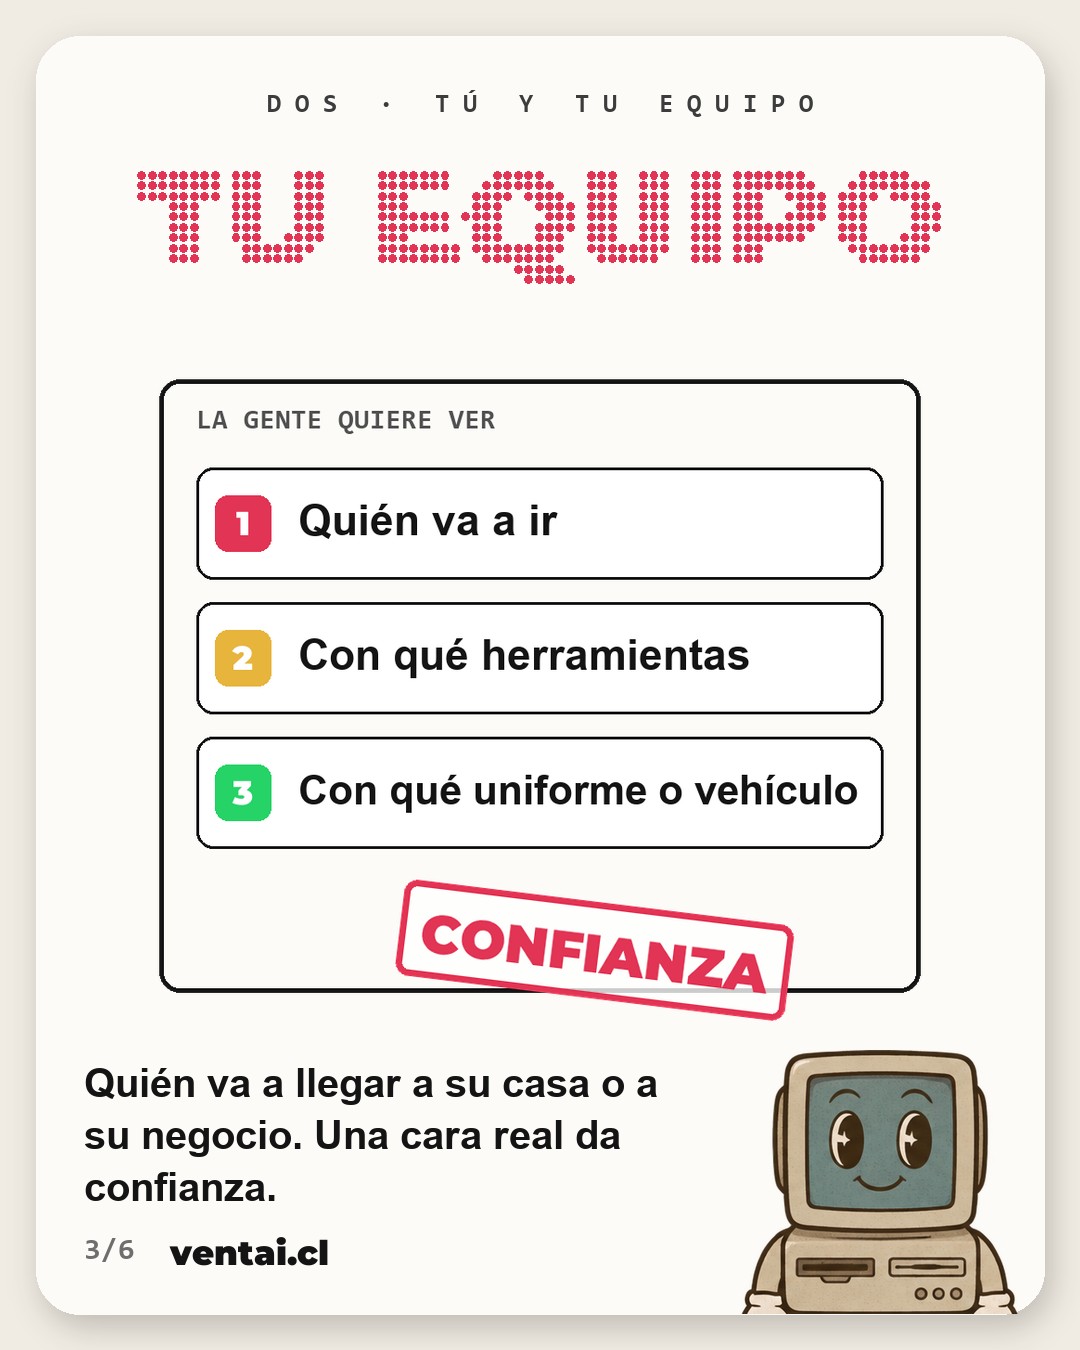 DOS · TÚ Y TU EQUIPO
TU EQUIPO
LA GENTE QUIERE VER
1 Quién va a ir
2 Con qué herramientas
3 Con qué uniforme o vehículo
CONFIANZA
Quién va a llegar a su casa o a
su negocio. Una cara real da
confianza.
3/6 ventai.cl